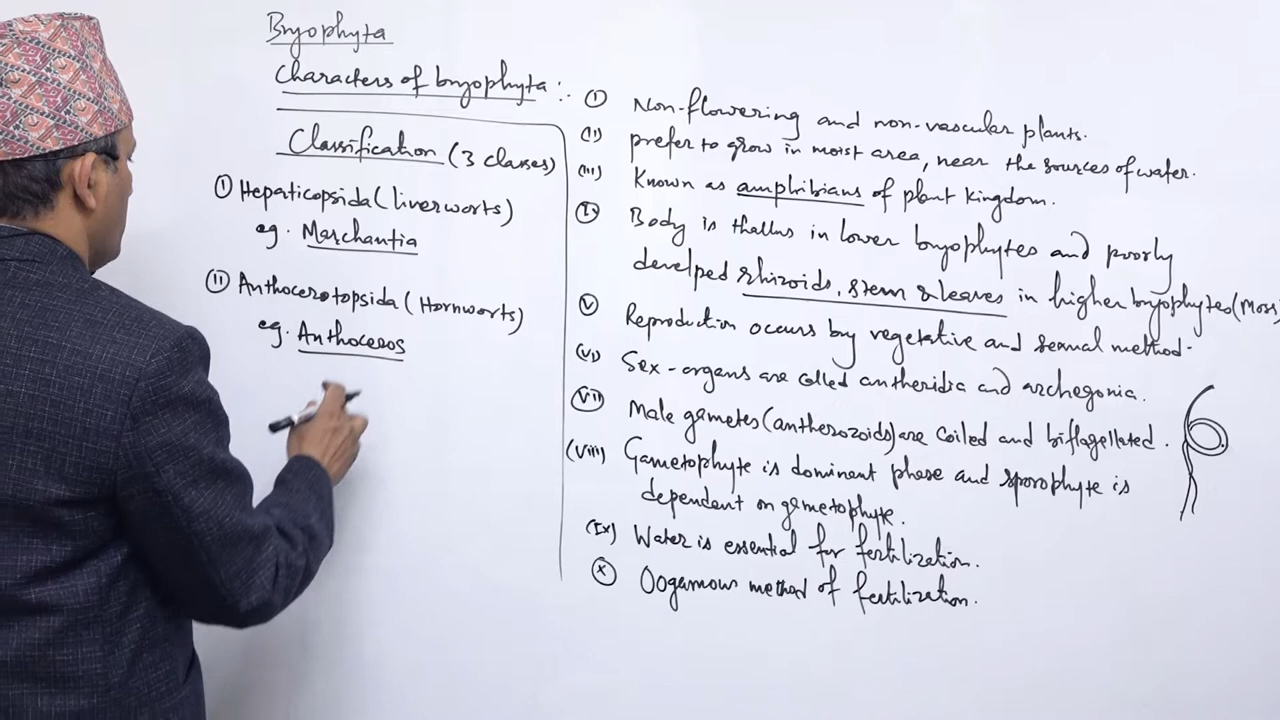 Bryophyta
Characters of bryophyta :.
Classification (3 classes)
(I) Hepaticopsida (liverworts)
eg. Marchantia
(II) Anthocerotopsida (Hornworts)
eg. Anthoceros
(I) Non-flowering and non-vascular plants.
(II) prefer to grow in moist area, near the sources of water.
(III) Known as amphibians of plant kingdom.
(IV) Body is thallus in lower bryophytes and poorly
develped rhizoids, stem & leaves in higher bryophytes (Moss
(V) Reproduction occurs by vegetative and sexual method.
(VI) Sex-organs are called antheridia and archegonia.
(VII) Male gametes (antherozoids) are coiled and biflagellated.
(VIII) Gametophyte is dominent phase and sporophyte is
dependent on gametophyte.
(IX) Water is essential for fertilization.
(X) Oogamous method of fertilization.